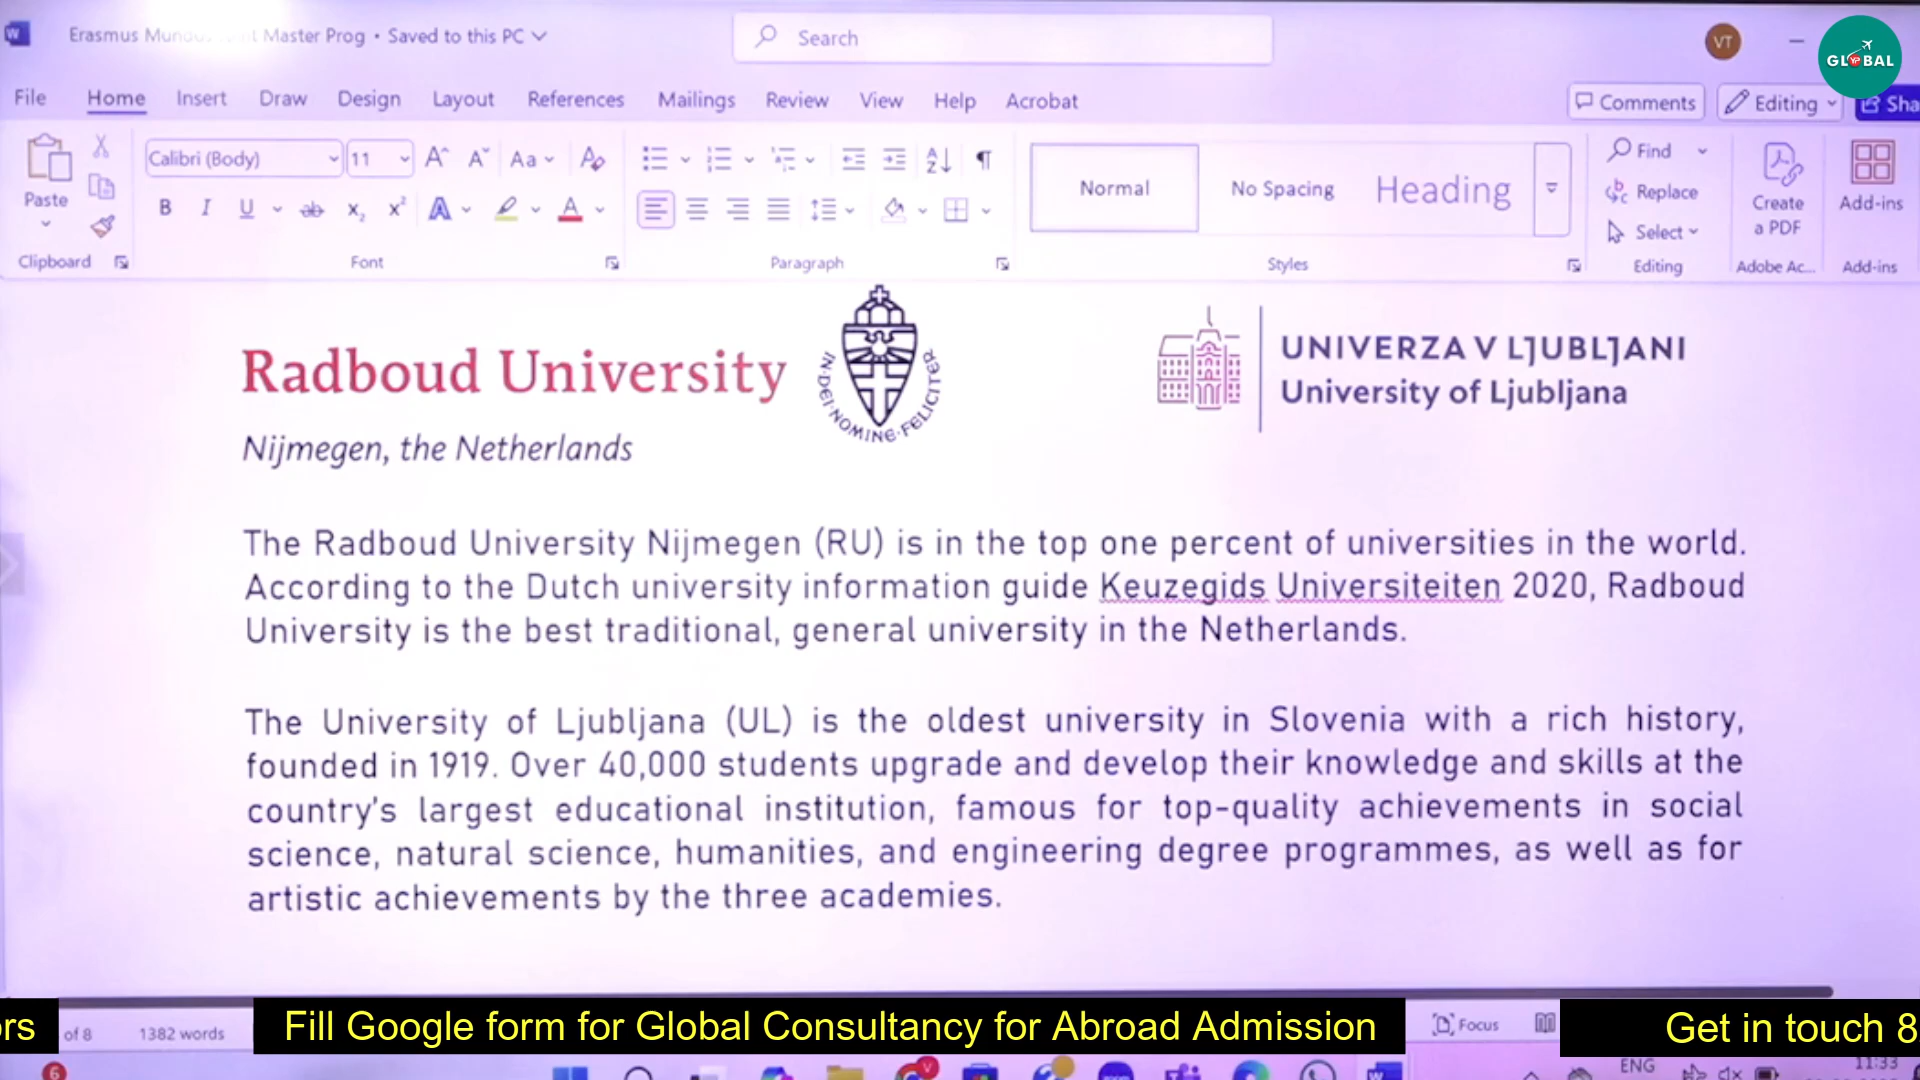 Erasmus Mundus Master Prog • Saved to this PC
Search
VT
GLOBAL
File Home Insert Draw Design Layout References Mailings Review View Help Acrobat
Comments Editing Sha
Paste
Calibri (Body) 11
Find
Replace
Select
Create
a PDF
Add-ins
Normal No Spacing Heading
Clipboard Font Paragraph Styles Editing Adobe Ac... Add-ins
Radboud University
Nijmegen, the Netherlands
IN·DEI·NOMINE·FELICITER
UNIVERZA V LJUBLJANI
University of Ljubljana
The Radboud University Nijmegen (RU) is in the top one percent of universities in the world.
According to the Dutch university information guide Keuzegids Universiteiten 2020, Radboud
University is the best traditional, general university in the Netherlands.
The University of Ljubljana (UL) is the oldest university in Slovenia with a rich history,
founded in 1919. Over 40,000 students upgrade and develop their knowledge and skills at the
country's largest educational institution, famous for top-quality achievements in social
science, natural science, humanities, and engineering degree programmes, as well as for
artistic achievements by the three academies.
of 8 1382 words
Focus
ors
Fill Google form for Global Consultancy for Abroad Admission
Get in touch 8
6
ENG
11:33